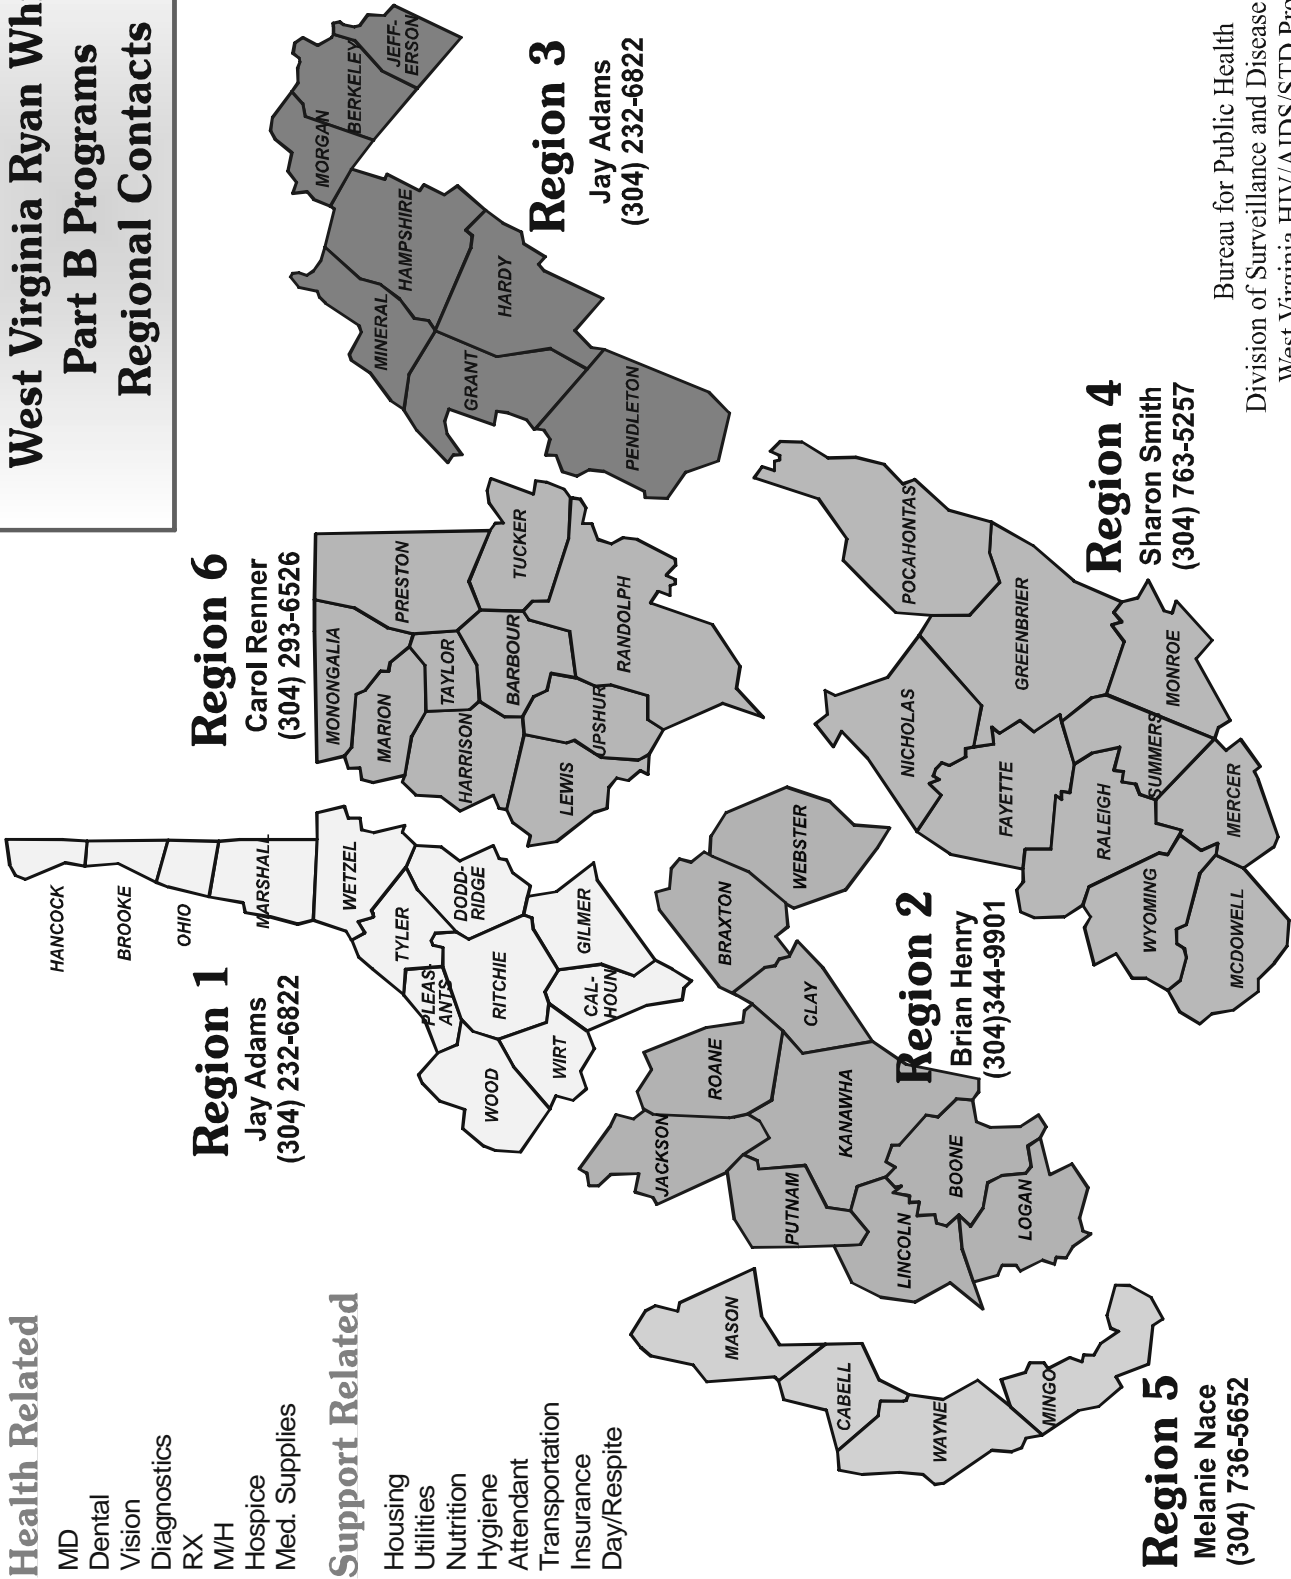 West Virginia Ryan Wh
Part B Programs
Regional Contacts
Health Related
MD
Dental
Vision
Diagnostics
RX
M/H
Hospice
Med. Supplies
Support Related
Housing
Utilities
Nutrition
Hygiene
Attendant
Transportation
Insurance
Day/Respite
Region 1
Jay Adams
(304) 232-6822
HANCOCK
BROOKE
OHIO
MARSHALL
WETZEL
TYLER
DODD-
RIDGE
PLEAS-
ANTS
RITCHIE
GILMER
CAL-
HOUN
WOOD
WIRT
Region 6
Carol Renner
(304) 293-6526
MONONGALIA
PRESTON
MARION
TAYLOR
TUCKER
HARRISON
BARBOUR
RANDOLPH
LEWIS
UPSHUR
Region 3
Jay Adams
(304) 232-6822
MORGAN
BERKELEY
JEFF-
ERSON
HAMPSHIRE
MINERAL
HARDY
GRANT
PENDLETON
Region 2
Brian Henry
(304)344-9901
BRAXTON
WEBSTER
CLAY
ROANE
JACKSON
KANAWHA
PUTNAM
BOONE
LINCOLN
LOGAN
Region 4
Sharon Smith
(304) 763-5257
POCAHONTAS
NICHOLAS
GREENBRIER
FAYETTE
MONROE
SUMMERS
RALEIGH
MERCER
WYOMING
MCDOWELL
Region 5
Melanie Nace
(304) 736-5652
MASON
CABELL
WAYNE
MINGO
Bureau for Public Health
Division of Surveillance and Disease
West Virginia HIV/AIDS/STD Pro